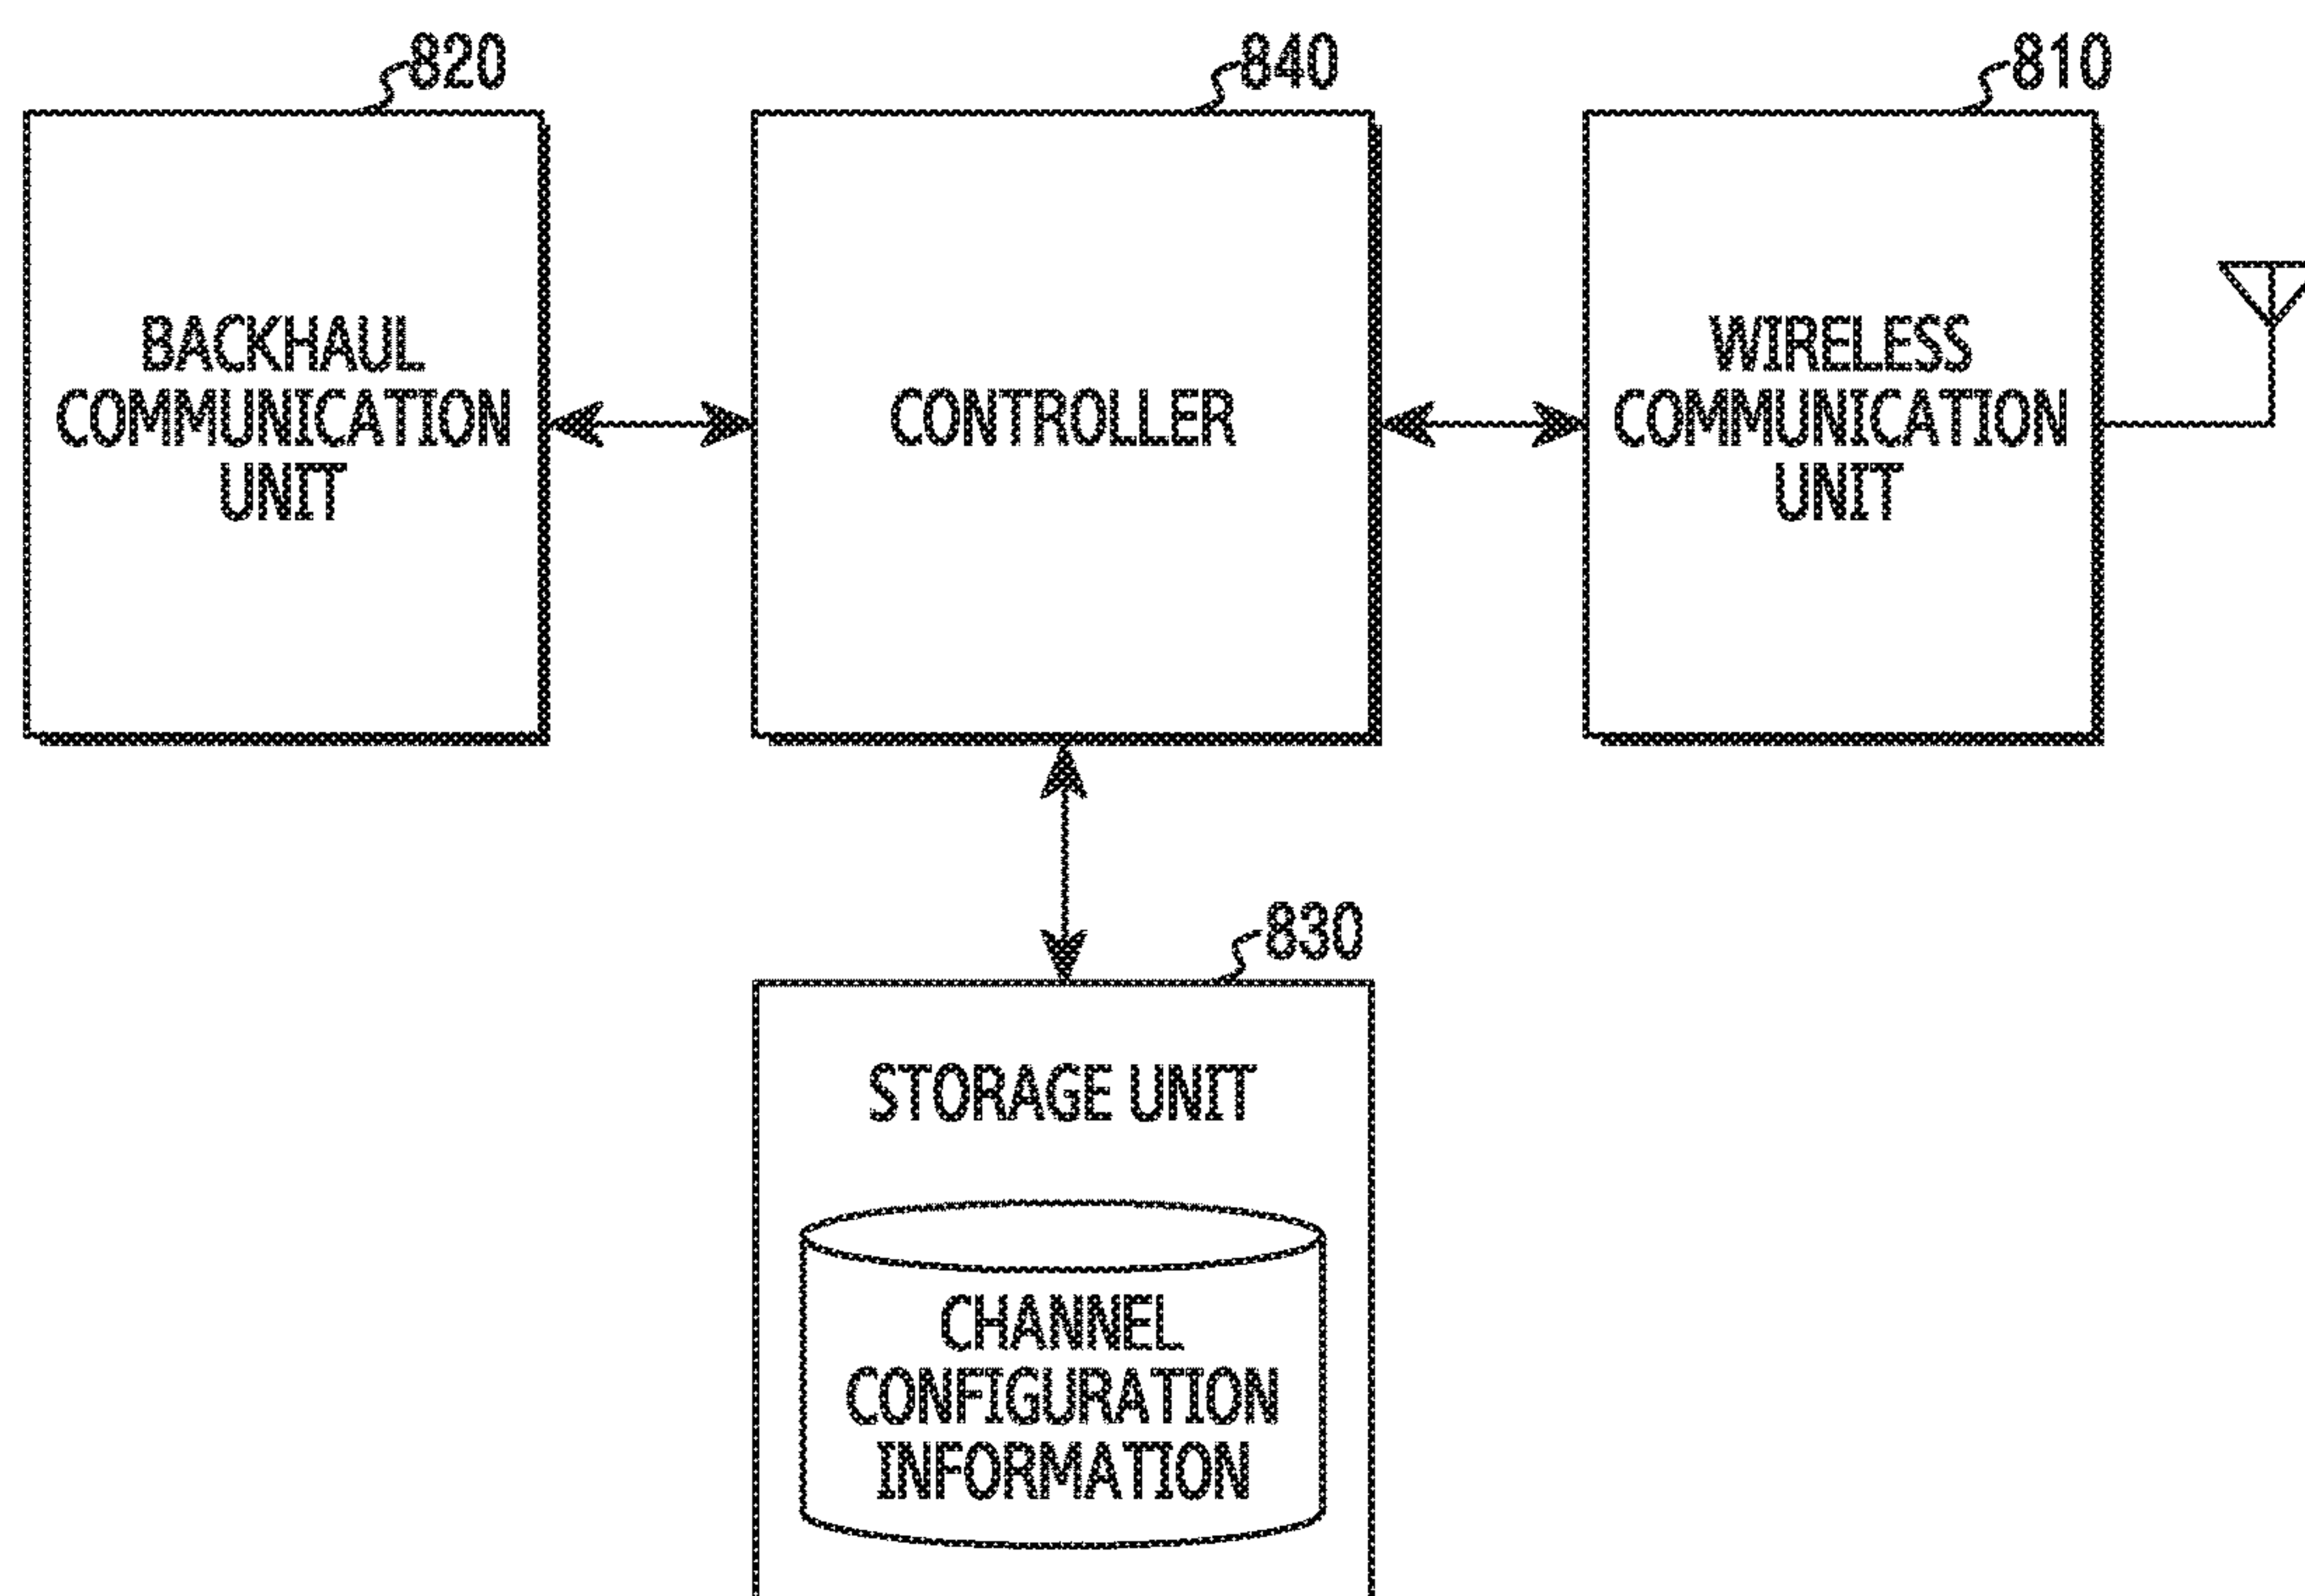 820
840
810
BACKHAUL
COMMUNICATION
UNIT
CONTROLLER
WIRELESS
COMMUNICATION
UNIT
830
STORAGE UNIT
CHANNEL
CONFIGURATION
INFORMATION